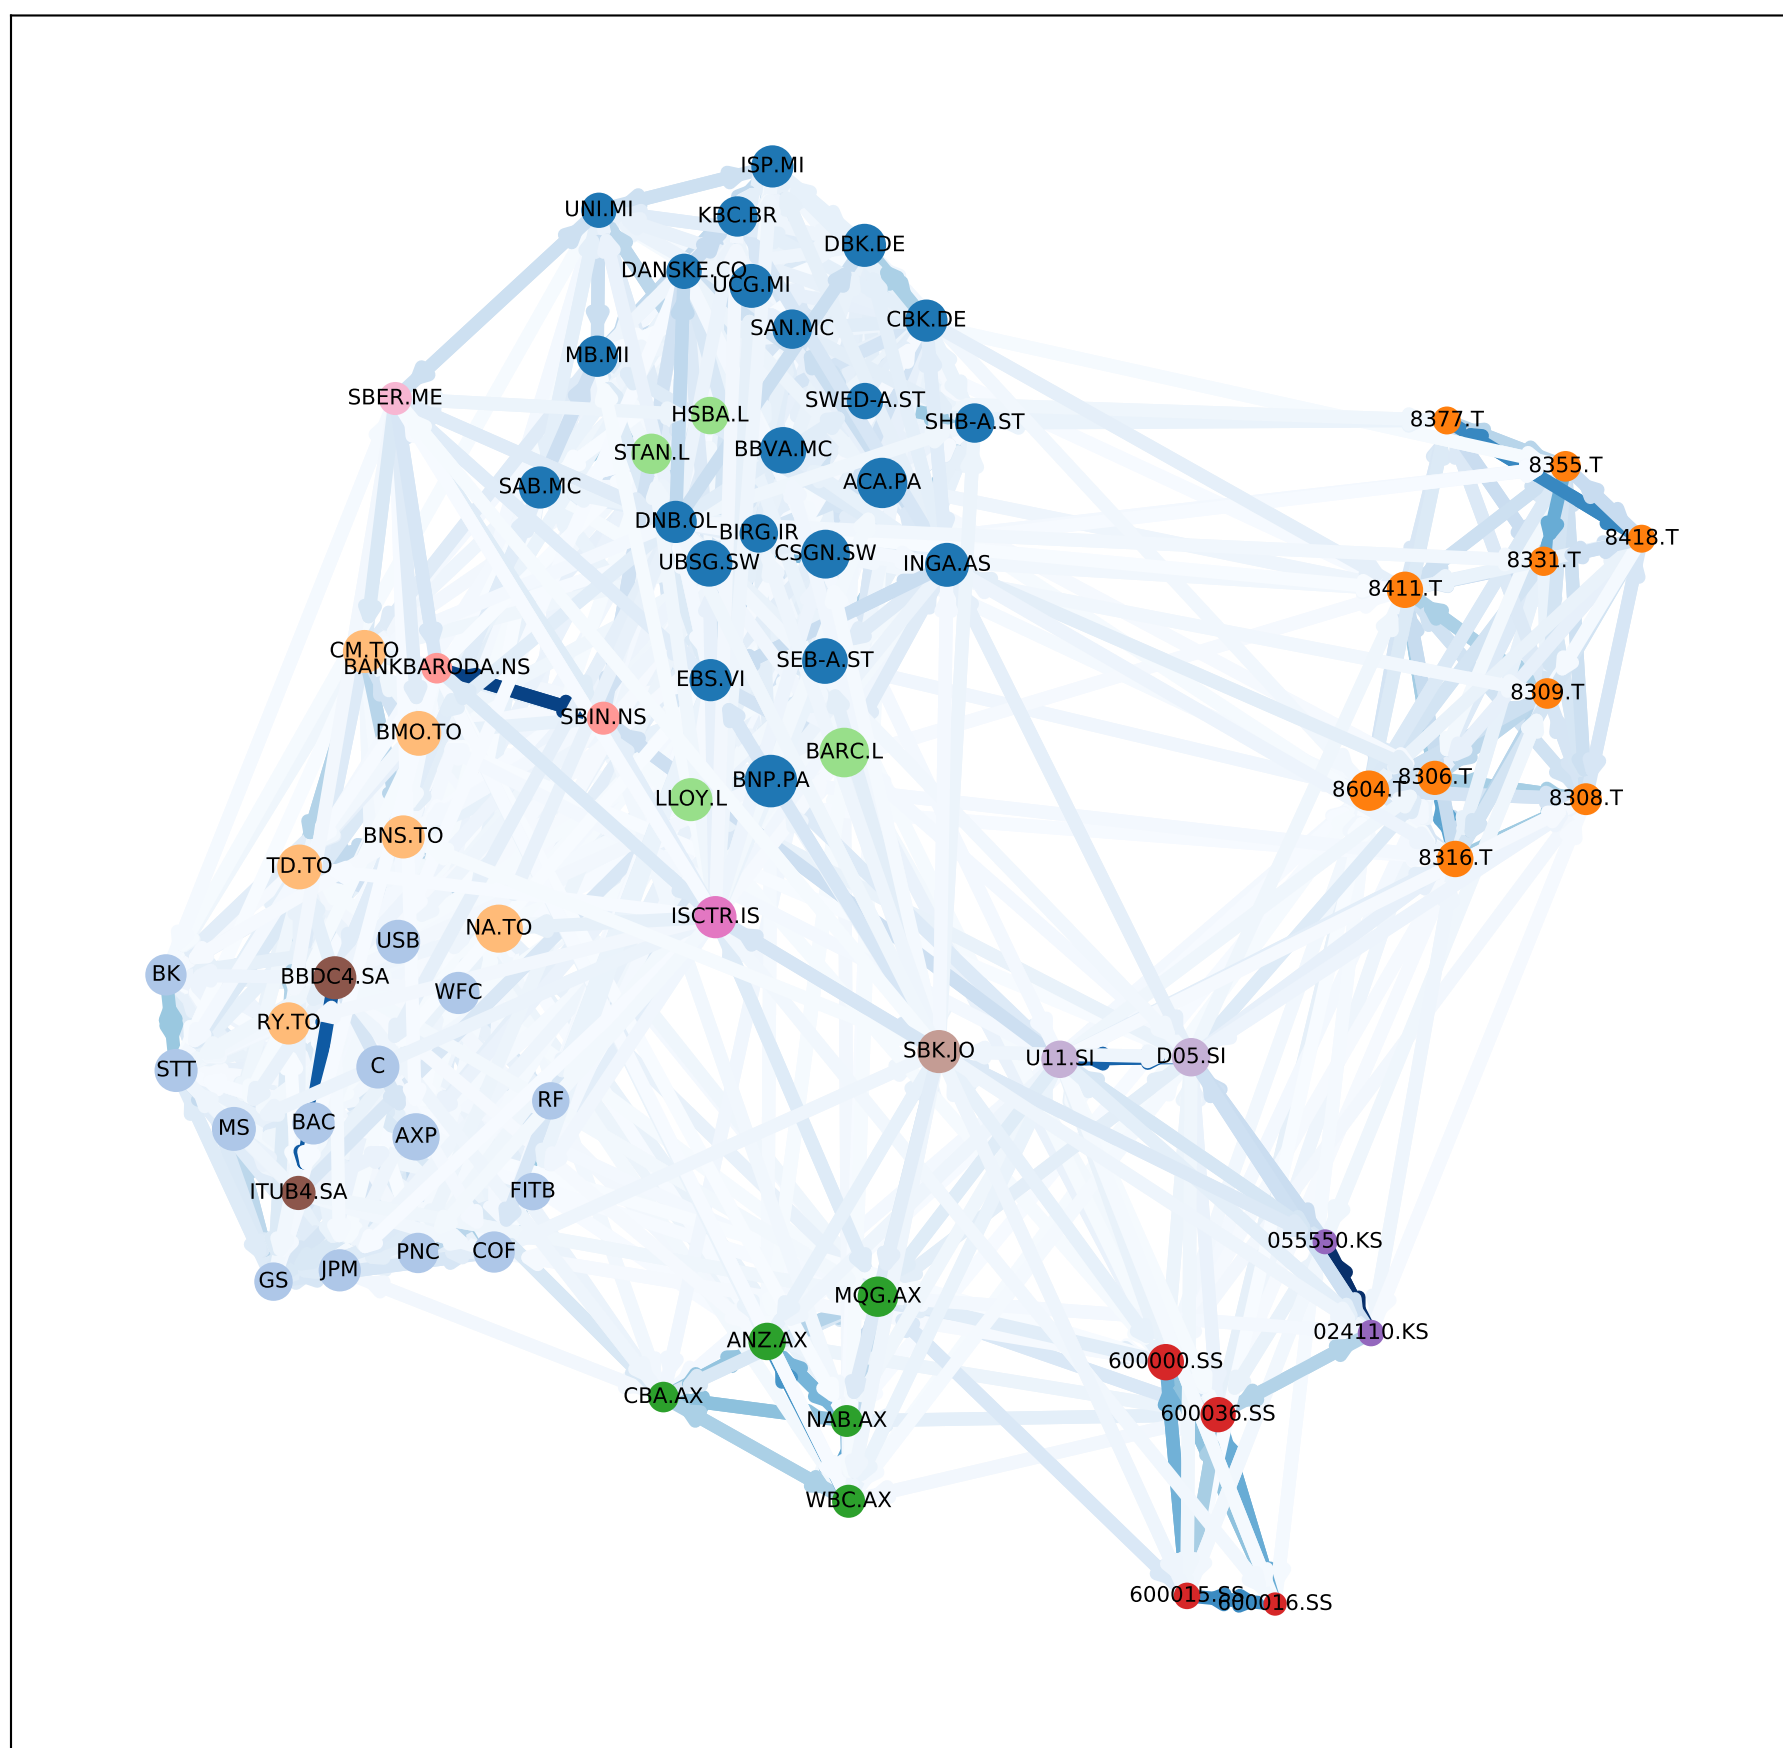 ISP.MI
UNI.MI
KBC.BR
DBK.DE
DANSKE.CO
UCG.MI
CBK.DE
SAN.MC
MB.MI
SBER.ME
SWED-A.ST
HSBA.L
SHB-A.ST
8377.T
STAN.L
BBVA.MC
8355.T
SAB.MC
ACA.PA
DNB.OL
BIRG.IR
8418.T
UBSG.SW
CSGN.SW
INGA.AS
8331.T
8411.T
CM.TO
BANKBARODA.NS
SEB-A.ST
EBS.VI
8309.T
SBIN.NS
BMO.TO
BARC.L
BNP.PA
8306.T
8604.T
LLOY.L
8308.T
BNS.TO
TD.TO
8316.T
ISCTR.IS
NA.TO
USB
BK
BBDC4.SA
WFC
RY.TO
SBK.JO
U11.SI
D05.SI
STT
C
RF
MS
BAC
AXP
ITUB4.SA
FITB
055550.KS
PNC
COF
GS
JPM
MQG.AX
024110.KS
ANZ.AX
600000.SS
CBA.AX
NAB.AX
600036.SS
WBC.AX
600015.SS
600016.SS